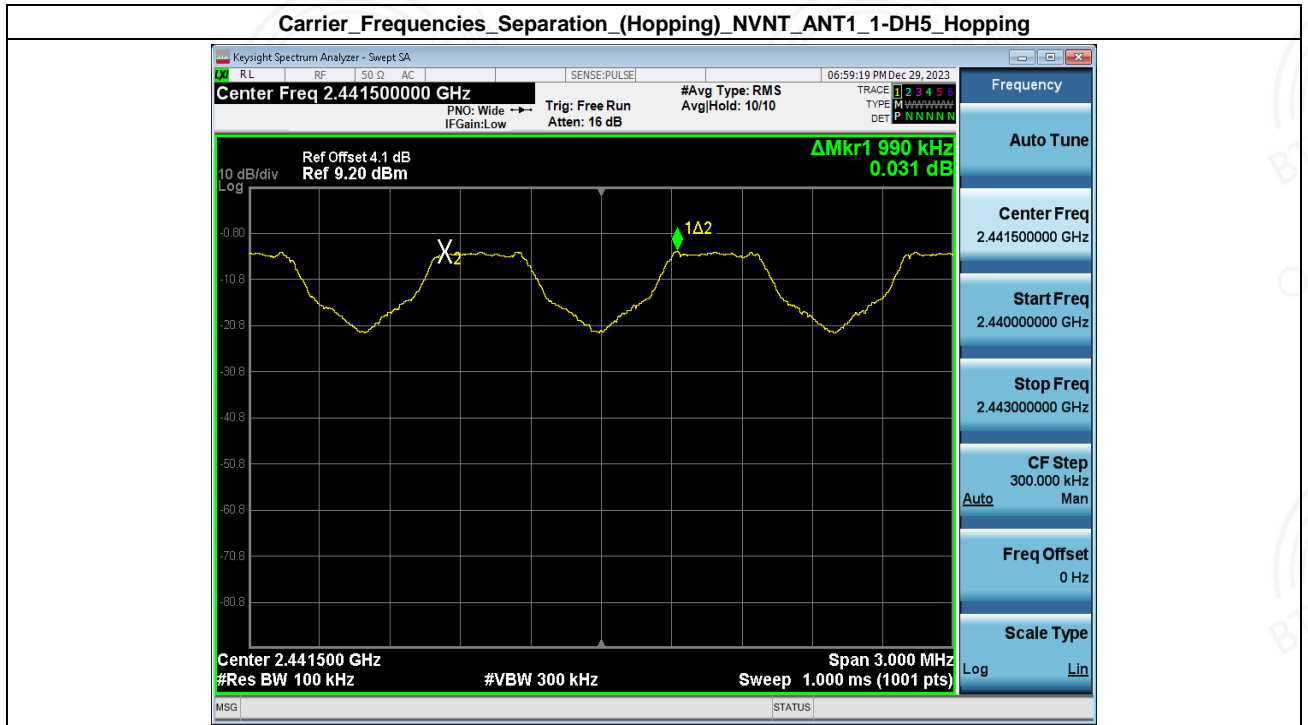 Carrier_Frequencies_Separation_(Hopping)_NVNT_ANT1_1-DH5_Hopping
Keysight Spectrum Analyzer - Swept SA
LXI RL RF 50 Ω AC SENSE:PULSE 06:59:19 PM Dec 29, 2023
Center Freq 2.441500000 GHz
PNO: Wide
IFGain:Low
Trig: Free Run
Atten: 16 dB
#Avg Type: RMS
Avg|Hold: 10/10
TRACE 1 2 3 4 5 6
TYPE M WWWWW
DET P N N N N N
ΔMkr1 990 kHz
0.031 dB
Ref Offset 4.1 dB
10 dB/div Ref 9.20 dBm
Log
-0.80
-10.8
-20.8
-30.8
-40.8
-50.8
-60.8
-70.8
-80.8
X2
1Δ2
Center 2.441500 GHz Span 3.000 MHz
#Res BW 100 kHz #VBW 300 kHz Sweep 1.000 ms (1001 pts)
MSG STATUS
Frequency
Auto Tune
Center Freq
2.441500000 GHz
Start Freq
2.440000000 GHz
Stop Freq
2.443000000 GHz
CF Step
300.000 kHz
Auto Man
Freq Offset
0 Hz
Scale Type
Log Lin